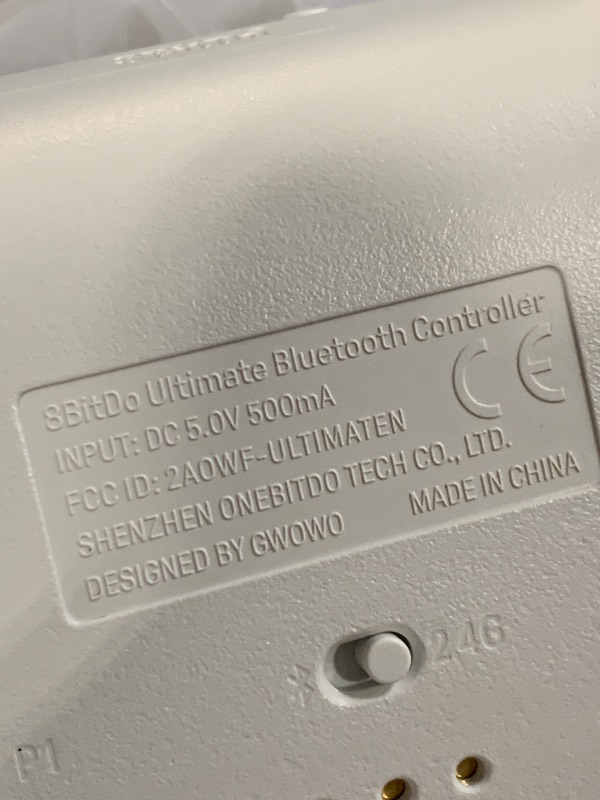 8BitDo Ultimate Bluetooth Controller
INPUT: DC 5.0V 500mA
CE
FCC ID: 2AOWF-ULTIMATEN
SHENZHEN ONEBITDO TECH CO., LTD.
DESIGNED BY GWOWO
MADE IN CHINA
2.4G
P1